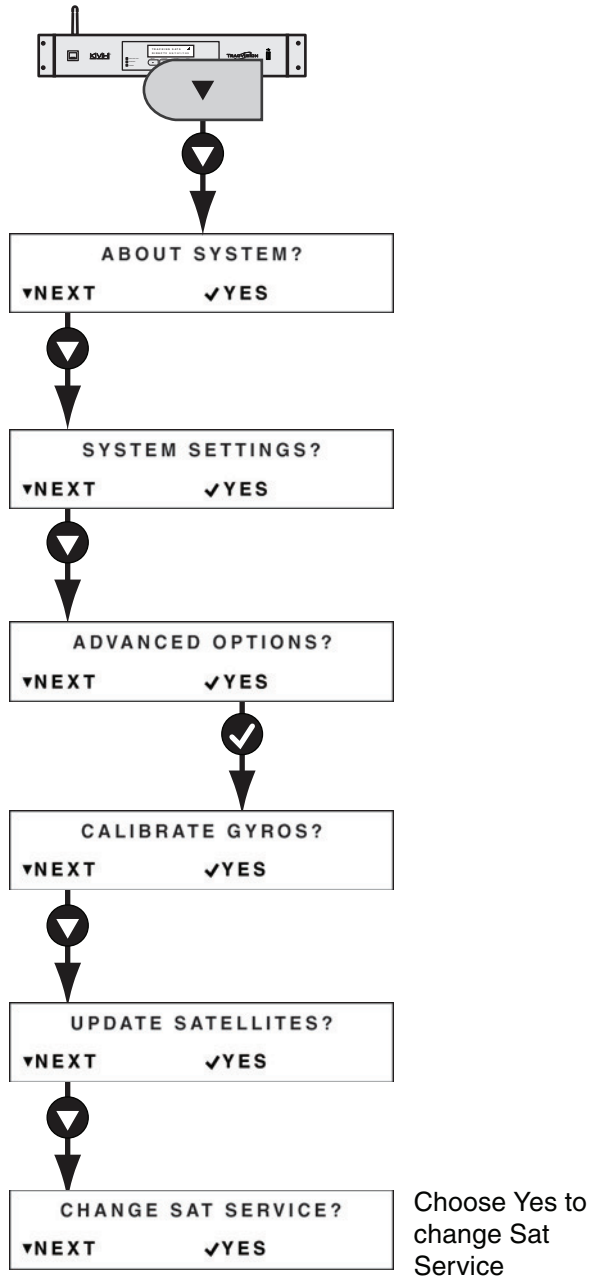 KVH
TRACVISION
ABOUT SYSTEM?
▼NEXT ✓YES
SYSTEM SETTINGS?
▼NEXT ✓YES
ADVANCED OPTIONS?
▼NEXT ✓YES
CALIBRATE GYROS?
▼NEXT ✓YES
UPDATE SATELLITES?
▼NEXT ✓YES
CHANGE SAT SERVICE?
▼NEXT ✓YES
Choose Yes to
change Sat
Service